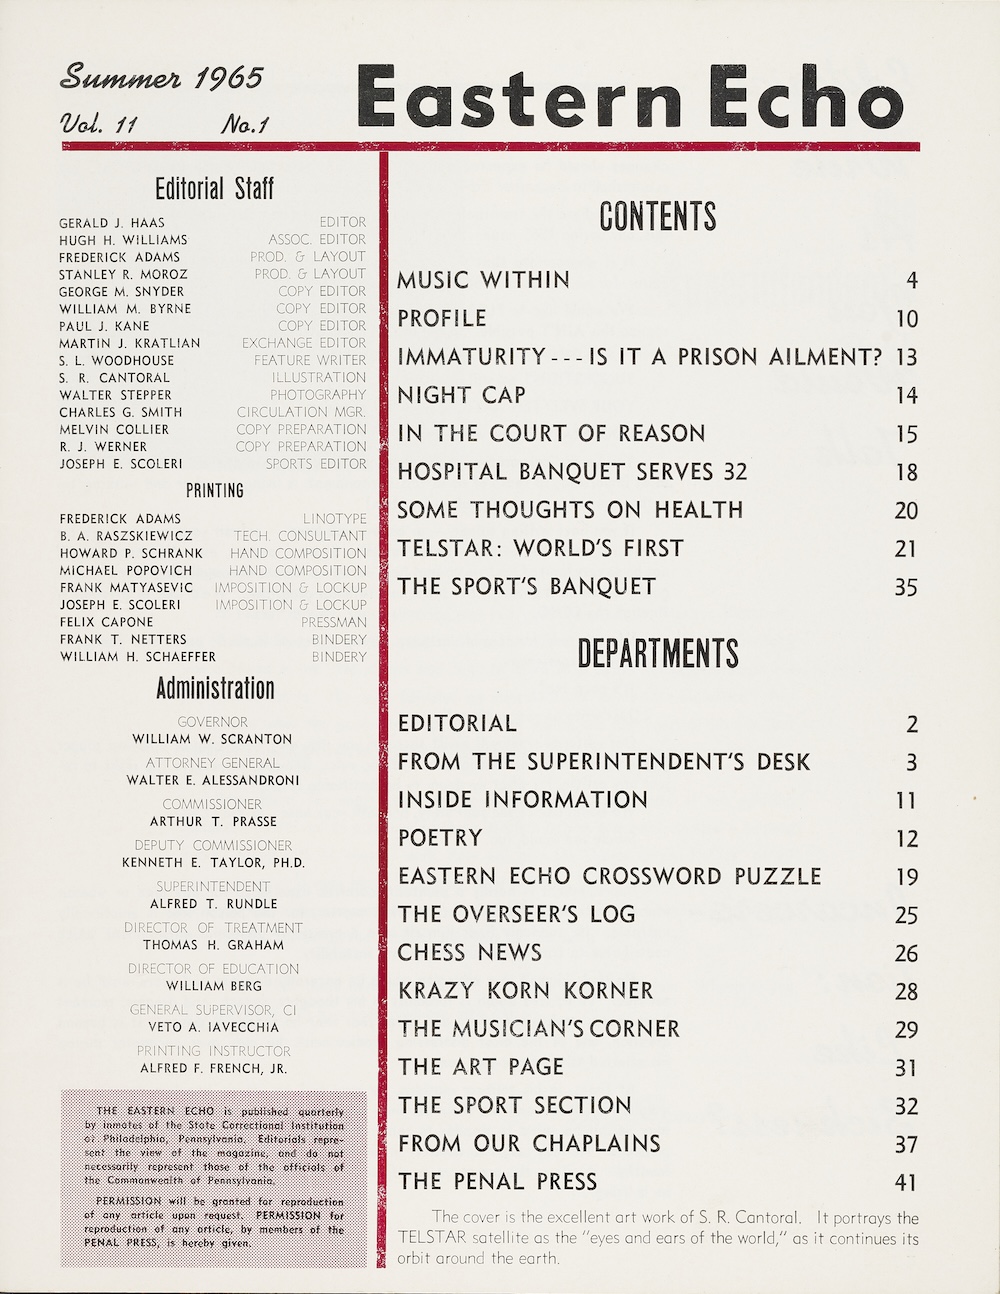 Summer 1965
Vol. 11 No.1
Eastern Echo
Editorial Staff
GERALD J. HAAS EDITOR
HUGH H. WILLIAMS ASSOC. EDITOR
FREDERICK ADAMS PROD. & LAYOUT
STANLEY R. MOROZ PROD. & LAYOUT
GEORGE M. SNYDER COPY EDITOR
WILLIAM M. BYRNE COPY EDITOR
PAUL J. KANE COPY EDITOR
MARTIN J. KRATLIAN EXCHANGE EDITOR
S. L. WOODHOUSE FEATURE WRITER
S. R. CANTORAL ILLUSTRATION
WALTER STEPPER PHOTOGRAPHY
CHARLES G. SMITH CIRCULATION MGR.
MELVIN COLLIER COPY PREPARATION
R. J. WERNER COPY PREPARATION
JOSEPH E. SCOLERI SPORTS EDITOR
PRINTING
FREDERICK ADAMS LINOTYPE
B. A. RASZSKIEWICZ TECH. CONSULTANT
HOWARD P. SCHRANK HAND COMPOSITION
MICHAEL POPOVICH HAND COMPOSITION
FRANK MATYASEVIC IMPOSITION & LOCKUP
JOSEPH E. SCOLERI IMPOSITION & LOCKUP
FELIX CAPONE PRESSMAN
FRANK T. NETTERS BINDERY
WILLIAM H. SCHAEFFER BINDERY
Administration
GOVERNOR
WILLIAM W. SCRANTON
ATTORNEY GENERAL
WALTER E. ALESSANDRONI
COMMISSIONER
ARTHUR T. PRASSE
DEPUTY COMMISSIONER
KENNETH E. TAYLOR, PH.D.
SUPERINTENDENT
ALFRED T. RUNDLE
DIRECTOR OF TREATMENT
THOMAS H. GRAHAM
DIRECTOR OF EDUCATION
WILLIAM BERG
GENERAL SUPERVISOR, CI
VETO A. IAVECCHIA
PRINTING INSTRUCTOR
ALFRED F. FRENCH, JR.
THE EASTERN ECHO is published quarterly
by inmates of the State Correctional Institution
of Philadelphia, Pennsylvania. Editorials repre-
sent the view of the magazine, and do not
necessarily represent those of the officials of
the Commonwealth of Pennsylvania.
PERMISSION will be granted for reproduction
of any article upon request. PERMISSION for
reproduction of any article, by members of the
PENAL PRESS, is hereby given.
CONTENTS
MUSIC WITHIN 4
PROFILE 10
IMMATURITY---IS IT A PRISON AILMENT? 13
NIGHT CAP 14
IN THE COURT OF REASON 15
HOSPITAL BANQUET SERVES 32 18
SOME THOUGHTS ON HEALTH 20
TELSTAR: WORLD'S FIRST 21
THE SPORT'S BANQUET 35
DEPARTMENTS
EDITORIAL 2
FROM THE SUPERINTENDENT'S DESK 3
INSIDE INFORMATION 11
POETRY 12
EASTERN ECHO CROSSWORD PUZZLE 19
THE OVERSEER'S LOG 25
CHESS NEWS 26
KRAZY KORN KORNER 28
THE MUSICIAN'S CORNER 29
THE ART PAGE 31
THE SPORT SECTION 32
FROM OUR CHAPLAINS 37
THE PENAL PRESS 41
The cover is the excellent art work of S. R. Cantoral. It portrays the
TELSTAR satellite as the "eyes and ears of the world," as it continues its
orbit around the earth.